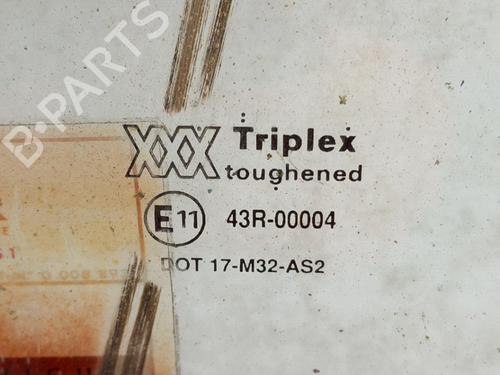 B-PARTS
XXX Triplex
toughened
E11 43R-00004
DOT 17-M32-AS2